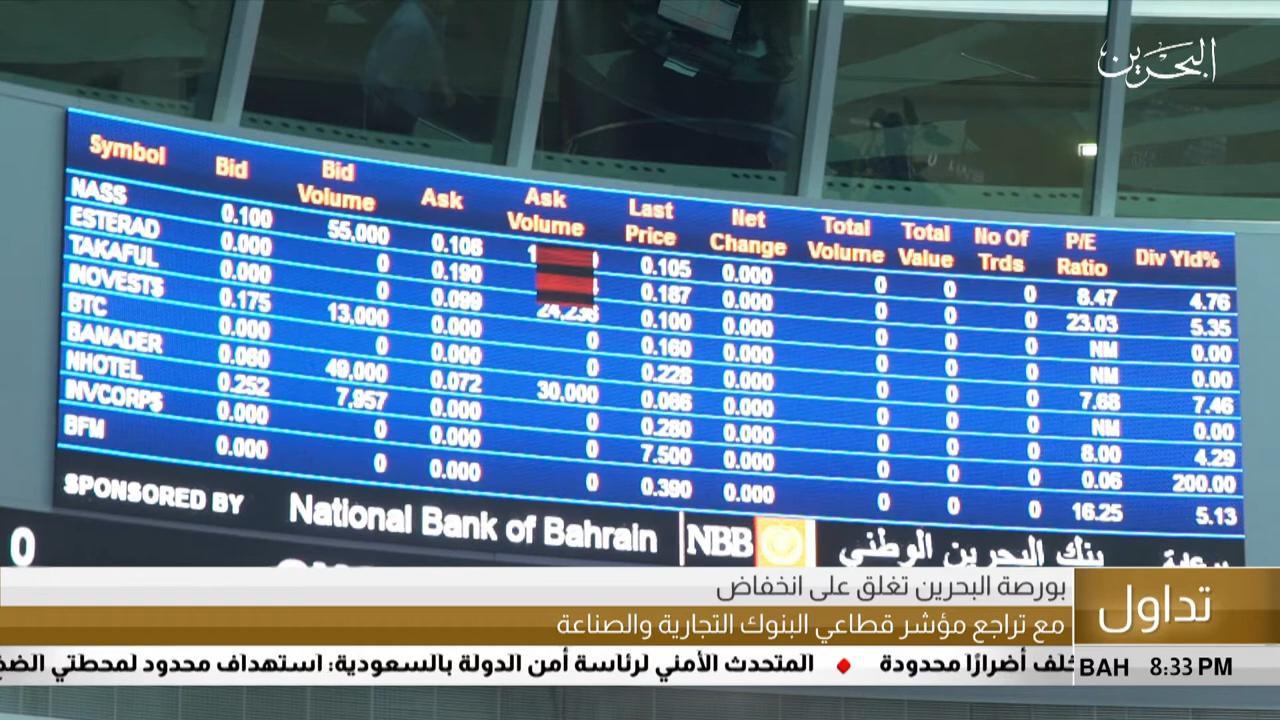 البحرين
Symbol Bid Bid Volume Ask Ask Volume Last Price Net Change Total Volume Total Value No Of Trds P/E Ratio Div Yld%
NASS 0.100 55,000 0.106 0.105 0.000 0 0 0 8.47 4.76
ESTERAD 0.000 0 0.190 0.187 0.000 0 0 0 23.03 5.35
TAKAFUL 0.000 0 0.099 0.100 0.000 0 0 0 NM 0.00
INOVEST$ 0.175 13,000 0.000 0 0.160 0.000 0 0 0 NM 0.00
BTC 0.000 0 0.000 0 0.228 0.000 0 0 0 7.68 7.46
BANADER 0.060 49,000 0.072 30,000 0.066 0.000 0 0 0 NM 0.00
NHOTEL 0.252 7,957 0.000 0 0.280 0.000 0 0 0 8.00 4.29
INVCORP$ 0.000 0 0.000 0 7.500 0.000 0 0 0 0.06 200.00
BFM 0.000 0 0.000 0 0.390 0.000 0 0 0 16.25 5.13
SPONSORED BY National Bank of Bahrain NBB بنك البحرين الوطني
0
تداول
بورصة البحرين تغلق على انخفاض
مع تراجع مؤشر قطاعي البنوك التجارية والصناعة
خلف أضرارًا محدودة ♦ المتحدث الأمني لرئاسة أمن الدولة بالسعودية: استهداف محدود لمحطتي الضخ
BAH 8:33 PM